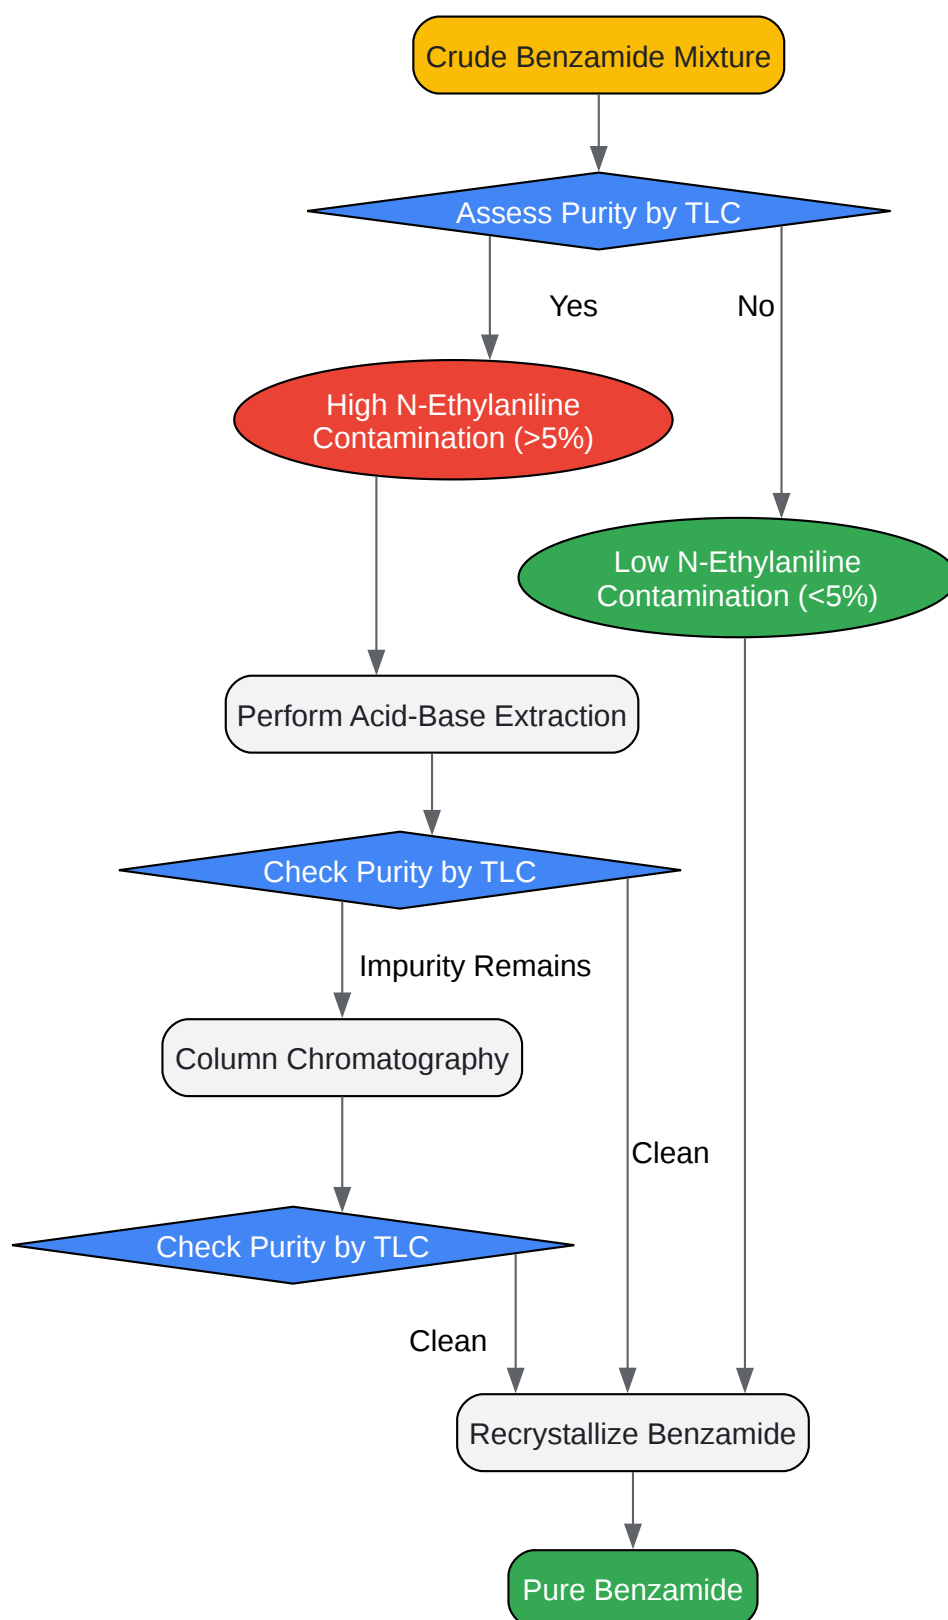 Crude Benzamide Mixture
Assess Purity by TLC
Yes
No
High N-Ethylaniline
Contamination (>5%)
Low N-Ethylaniline
Contamination (<5%)
Perform Acid-Base Extraction
Check Purity by TLC
Impurity Remains
Column Chromatography
Clean
Check Purity by TLC
Clean
Recrystallize Benzamide
Pure Benzamide